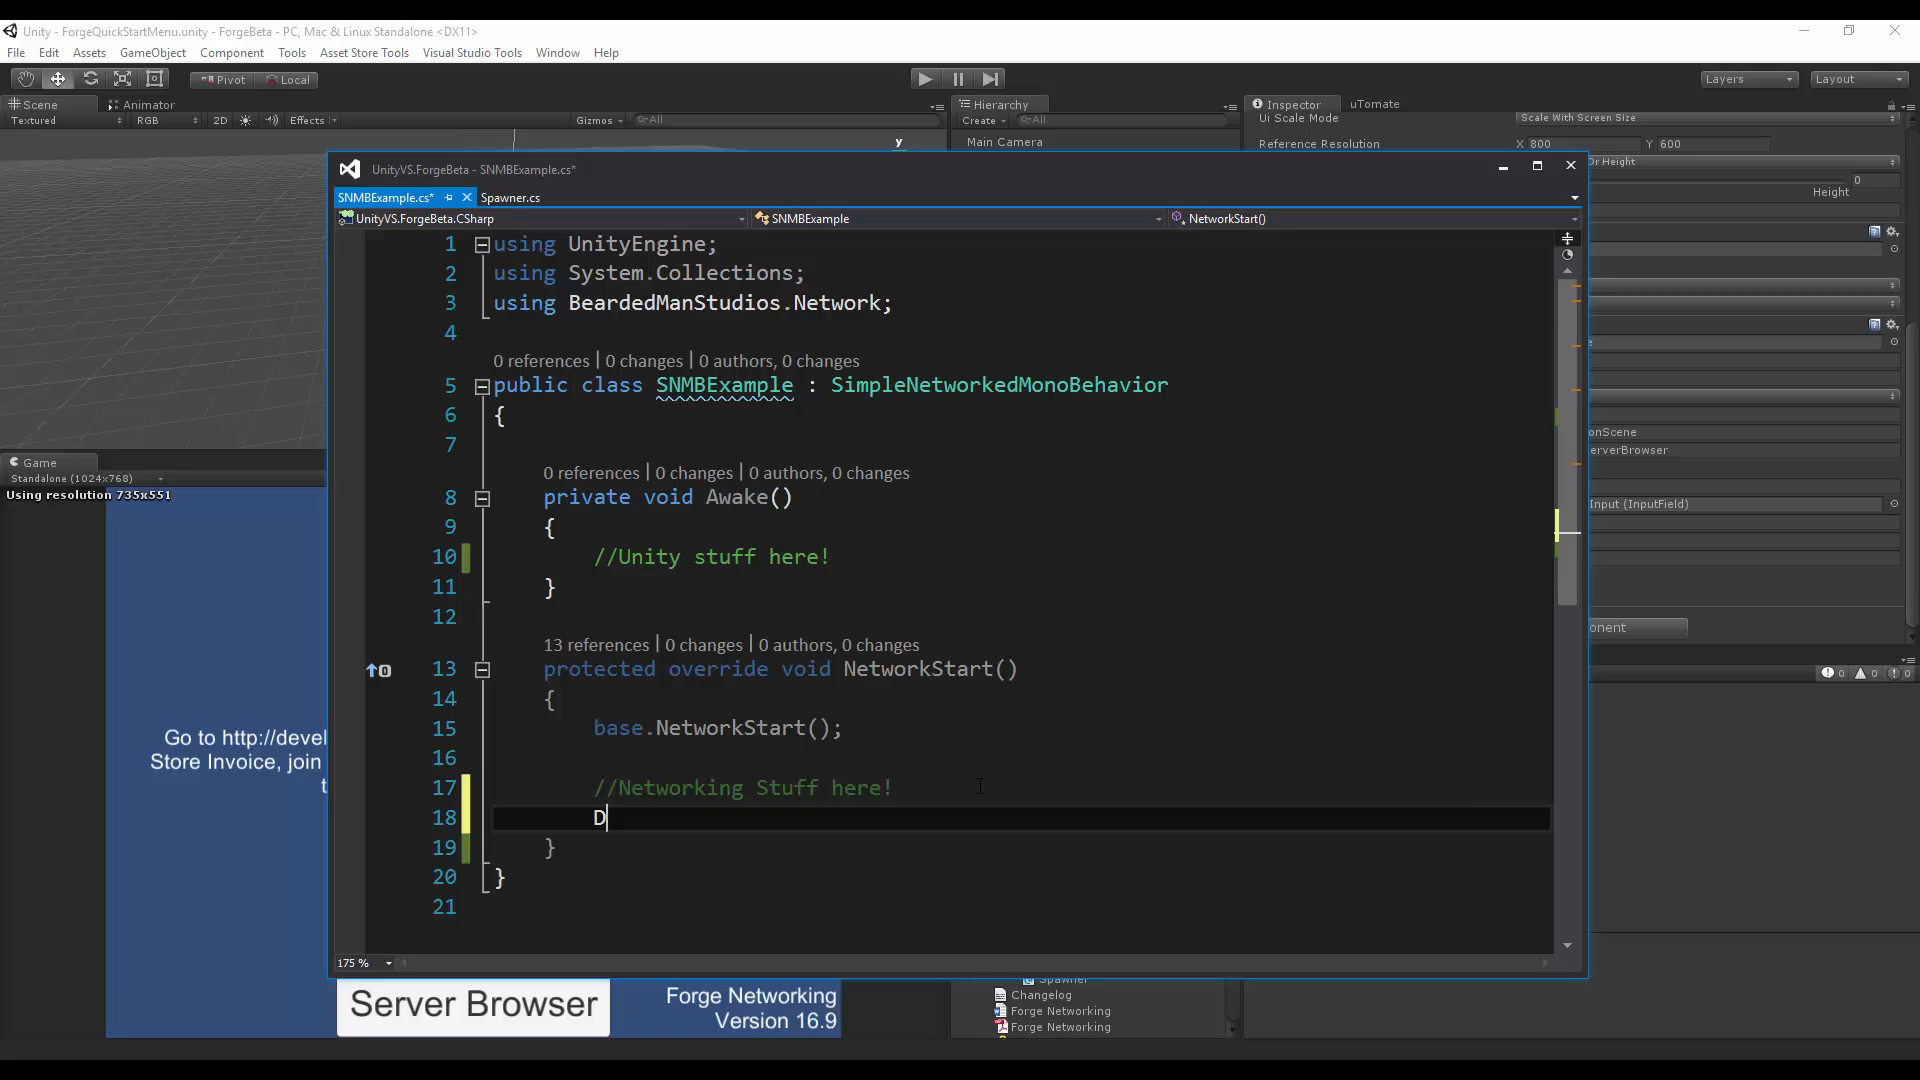 Unity - ForgeQuickStartMenu.unity - ForgeBeta - PC, Mac & Linux Standalone <DX11>
File Edit Assets GameObject Component Tools Asset Store Tools Visual Studio Tools Window Help
Pivot Local Layers Layout
Scene Animator Hierarchy Inspector uTomate
Textured RGB 2D Effects Gizmos All Create All
Ui Scale Mode Scale With Screen Size
Main Camera
Reference Resolution X 800 Y 600
y
Or Height
0
Height
UnityVS.ForgeBeta - SNMBExample.cs*
SNMBExample.cs* Spawner.cs
UnityVS.ForgeBeta.CSharp SNMBExample NetworkStart()
1 using UnityEngine;
2 using System.Collections;
3 using BeardedManStudios.Network;
4
0 references | 0 changes | 0 authors, 0 changes
5 public class SNMBExample : SimpleNetworkedMonoBehavior
6 {
7
0 references | 0 changes | 0 authors, 0 changes
8 private void Awake()
9 {
10 //Unity stuff here!
11 }
12
13 references | 0 changes | 0 authors, 0 changes
13 protected override void NetworkStart()
14 {
15 base.NetworkStart();
16
17 //Networking Stuff here!
18 D
19 }
20 }
21
175 %
onScene
erverBrowser
Input (InputField)
onent
0 0 0
Game
Standalone (1024x768)
Using resolution 735x551
Go to http://devel
Store Invoice, join
t
Server Browser
Forge Networking
Version 16.9
Spawner
Changelog
Forge Networking
Forge Networking